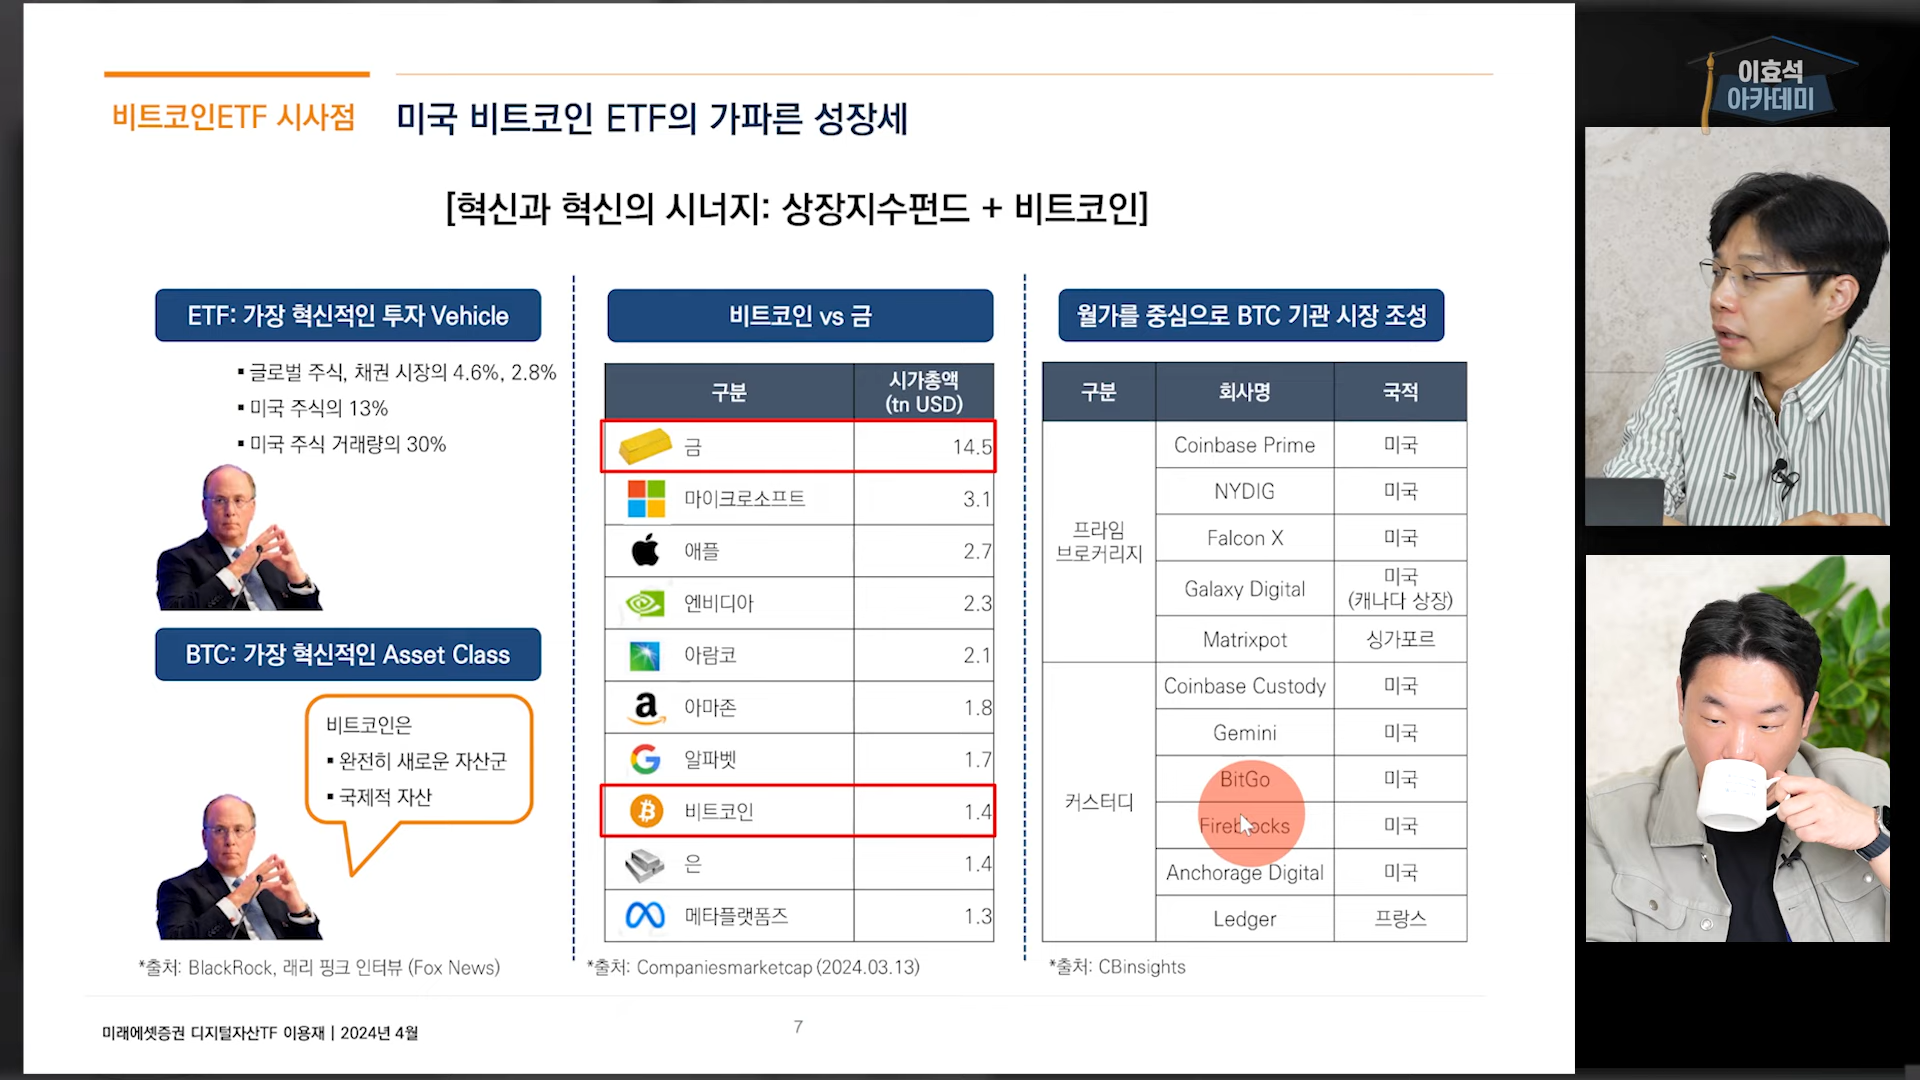 이효석
아카데미
비트코인ETF 시사점
미국 비트코인 ETF의 가파른 성장세
[혁신과 혁신의 시너지: 상장지수펀드 + 비트코인]
ETF: 가장 혁신적인 투자 Vehicle
▪ 글로벌 주식, 채권 시장의 4.6%, 2.8%
▪ 미국 주식의 13%
▪ 미국 주식 거래량의 30%
BTC: 가장 혁신적인 Asset Class
비트코인은
▪ 완전히 새로운 자산군
▪ 국제적 자산
*출처: BlackRock, 래리 핑크 인터뷰 (Fox News)
비트코인 vs 금
구분 시가총액 (tn USD)
금 14.5
마이크로소프트 3.1
애플 2.7
엔비디아 2.3
아람코 2.1
아마존 1.8
알파벳 1.7
비트코인 1.4
은 1.4
메타플랫폼즈 1.3
*출처: Companiesmarketcap (2024.03.13)
월가를 중심으로 BTC 기관 시장 조성
구분 회사명 국적
프라임 브로커리지
Coinbase Prime 미국
NYDIG 미국
Falcon X 미국
Galaxy Digital 미국 (캐나다 상장)
Matrixpot 싱가포르
커스터디
Coinbase Custody 미국
Gemini 미국
BitGo 미국
Fireblocks 미국
Anchorage Digital 미국
Ledger 프랑스
*출처: CBinsights
미래에셋증권 디지털자산TF 이용재 | 2024년 4월
7